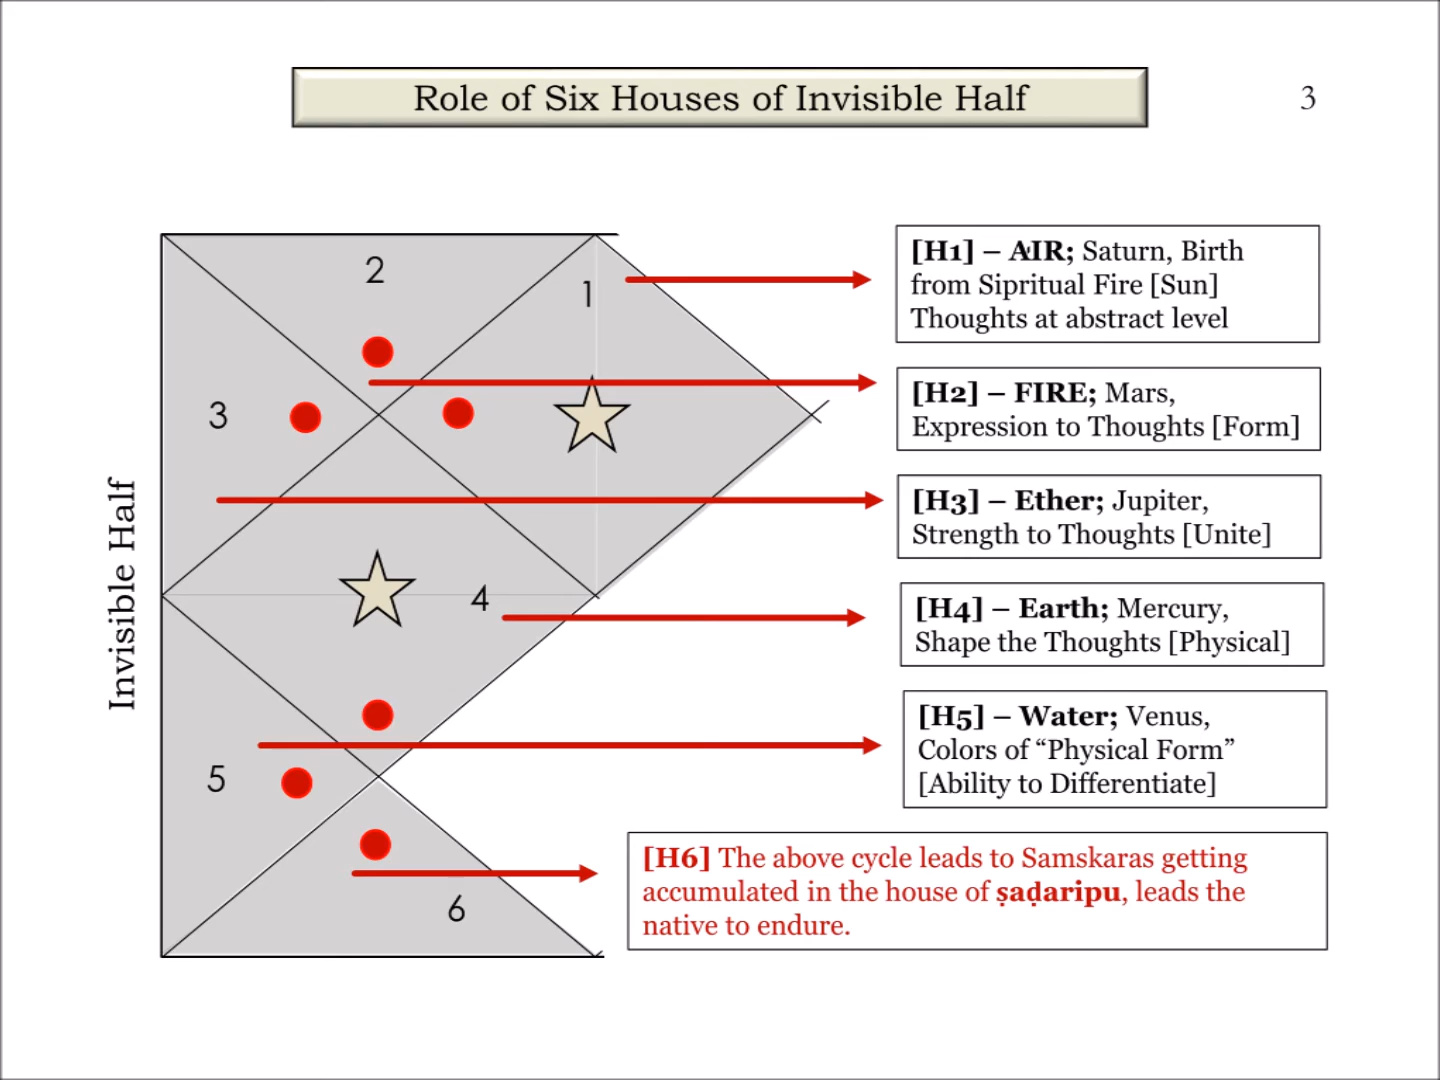 Role of Six Houses of Invisible Half
3
2
1
3
4
5
6
Invisible Half
[H1] – AIR; Saturn, Birth
from Sipritual Fire [Sun]
Thoughts at abstract level
[H2] – FIRE; Mars,
Expression to Thoughts [Form]
[H3] – Ether; Jupiter,
Strength to Thoughts [Unite]
[H4] – Earth; Mercury,
Shape the Thoughts [Physical]
[H5] – Water; Venus,
Colors of “Physical Form”
[Ability to Differentiate]
[H6] The above cycle leads to Samskaras getting
accumulated in the house of ṣaḍaripu, leads the
native to endure.